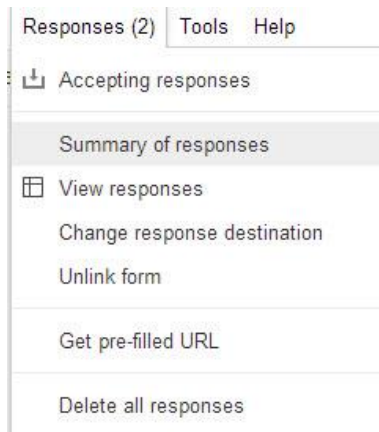 Responses (2) Tools Help
Accepting responses
Summary of responses
View responses
Change response destination
Unlink form
Get pre-filled URL
Delete all responses